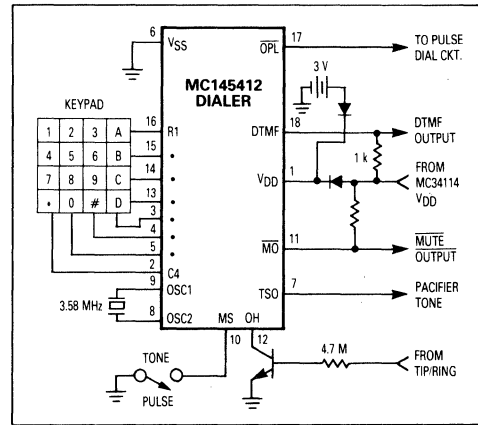 6
VSS
MC145412
DIALER
OPL
17
TO PULSE
DIAL CKT.
3 V
KEYPAD
1 2 3 A
4 5 6 B
7 8 9 C
• 0 # D
16
R1
15
14
13
3
4
5
2
C4
9
OSC1
8
OSC2
3.58 MHz
DTMF
18
DTMF
OUTPUT
1 k
VDD
1
FROM
MC34114
VDD
MO
11
MUTE
OUTPUT
TSO
7
PACIFIER
TONE
MS
OH
10
12
TONE
PULSE
4.7 M
FROM
TIP/RING